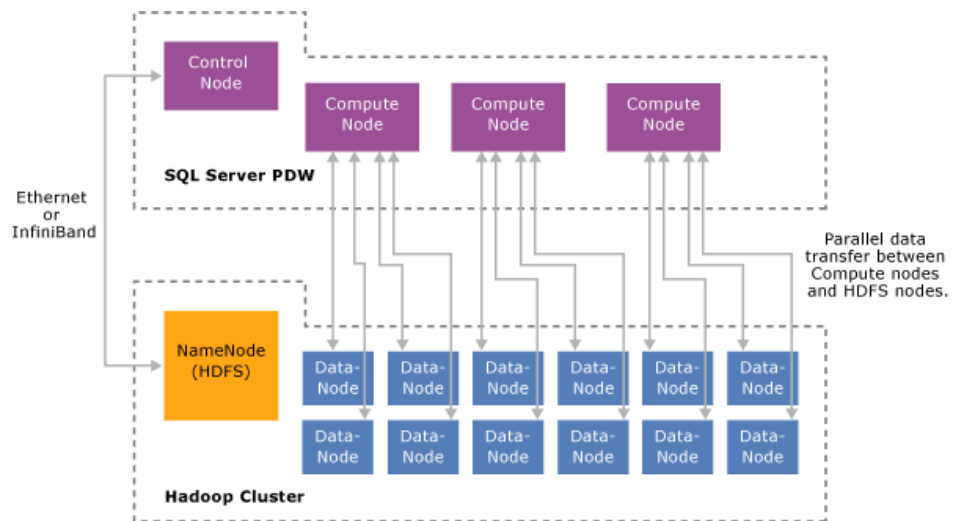 Control
Node
Compute
Node
Compute
Node
Compute
Node
SQL Server PDW
Ethernet
or
InfiniBand
Parallel data
transfer between
Compute nodes
and HDFS nodes.
NameNode
(HDFS)
Data-
Node
Data-
Node
Data-
Node
Data-
Node
Data-
Node
Data-
Node
Data-
Node
Data-
Node
Data-
Node
Data-
Node
Data-
Node
Data-
Node
Hadoop Cluster